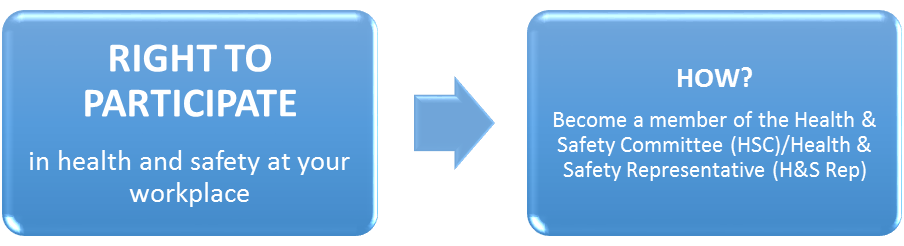 RIGHT TO
PARTICIPATE
in health and safety at your
workplace
HOW?
Become a member of the Health &
Safety Committee (HSC)/Health &
Safety Representative (H&S Rep)